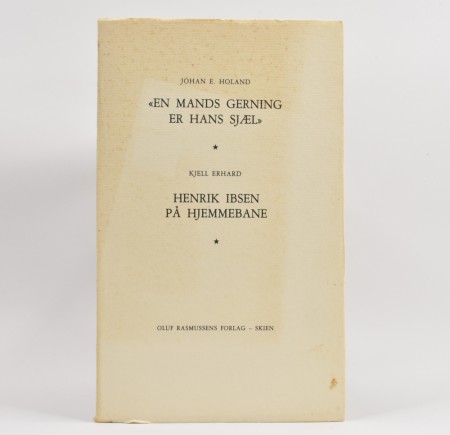 JOHAN E. HOLAND
«EN MANDS GERNING
ER HANS SJÆL»
★
KJELL ERHARD
HENRIK IBSEN
PÅ HJEMMEBANE
★
OLUF RASMUSSENS FORLAG – SKIEN